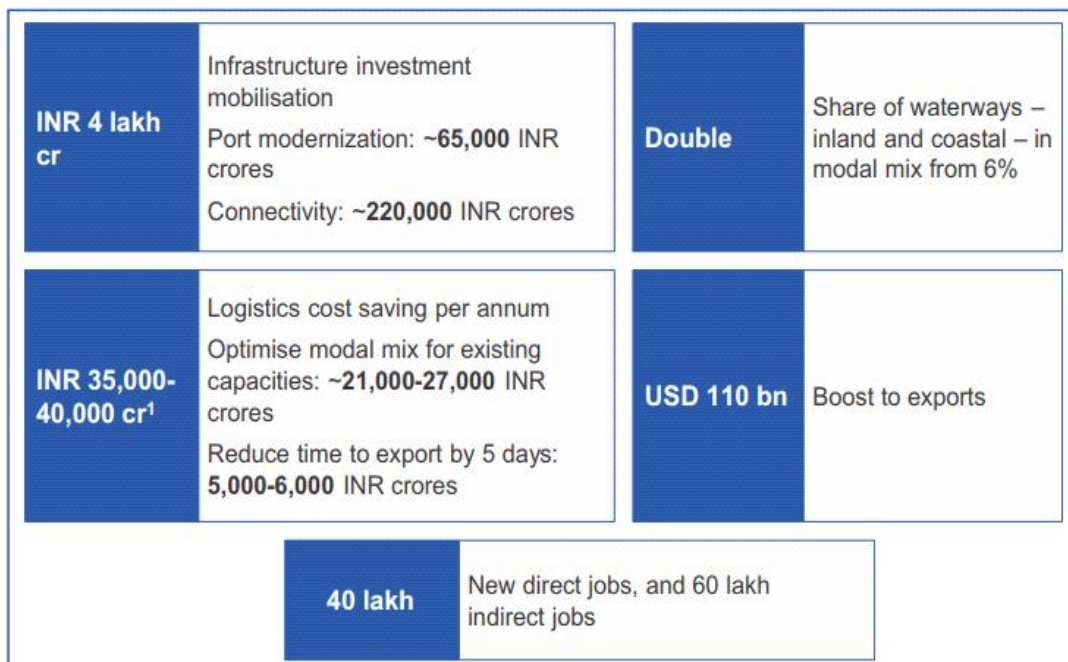 INR 4 lakh
cr
Infrastructure investment
mobilisation
Port modernization: ~65,000 INR
crores
Connectivity: ~220,000 INR crores
Double
Share of waterways –
inland and coastal – in
modal mix from 6%
INR 35,000-
40,000 cr¹
Logistics cost saving per annum
Optimise modal mix for existing
capacities: ~21,000-27,000 INR
crores
Reduce time to export by 5 days:
5,000-6,000 INR crores
USD 110 bn
Boost to exports
40 lakh
New direct jobs, and 60 lakh
indirect jobs